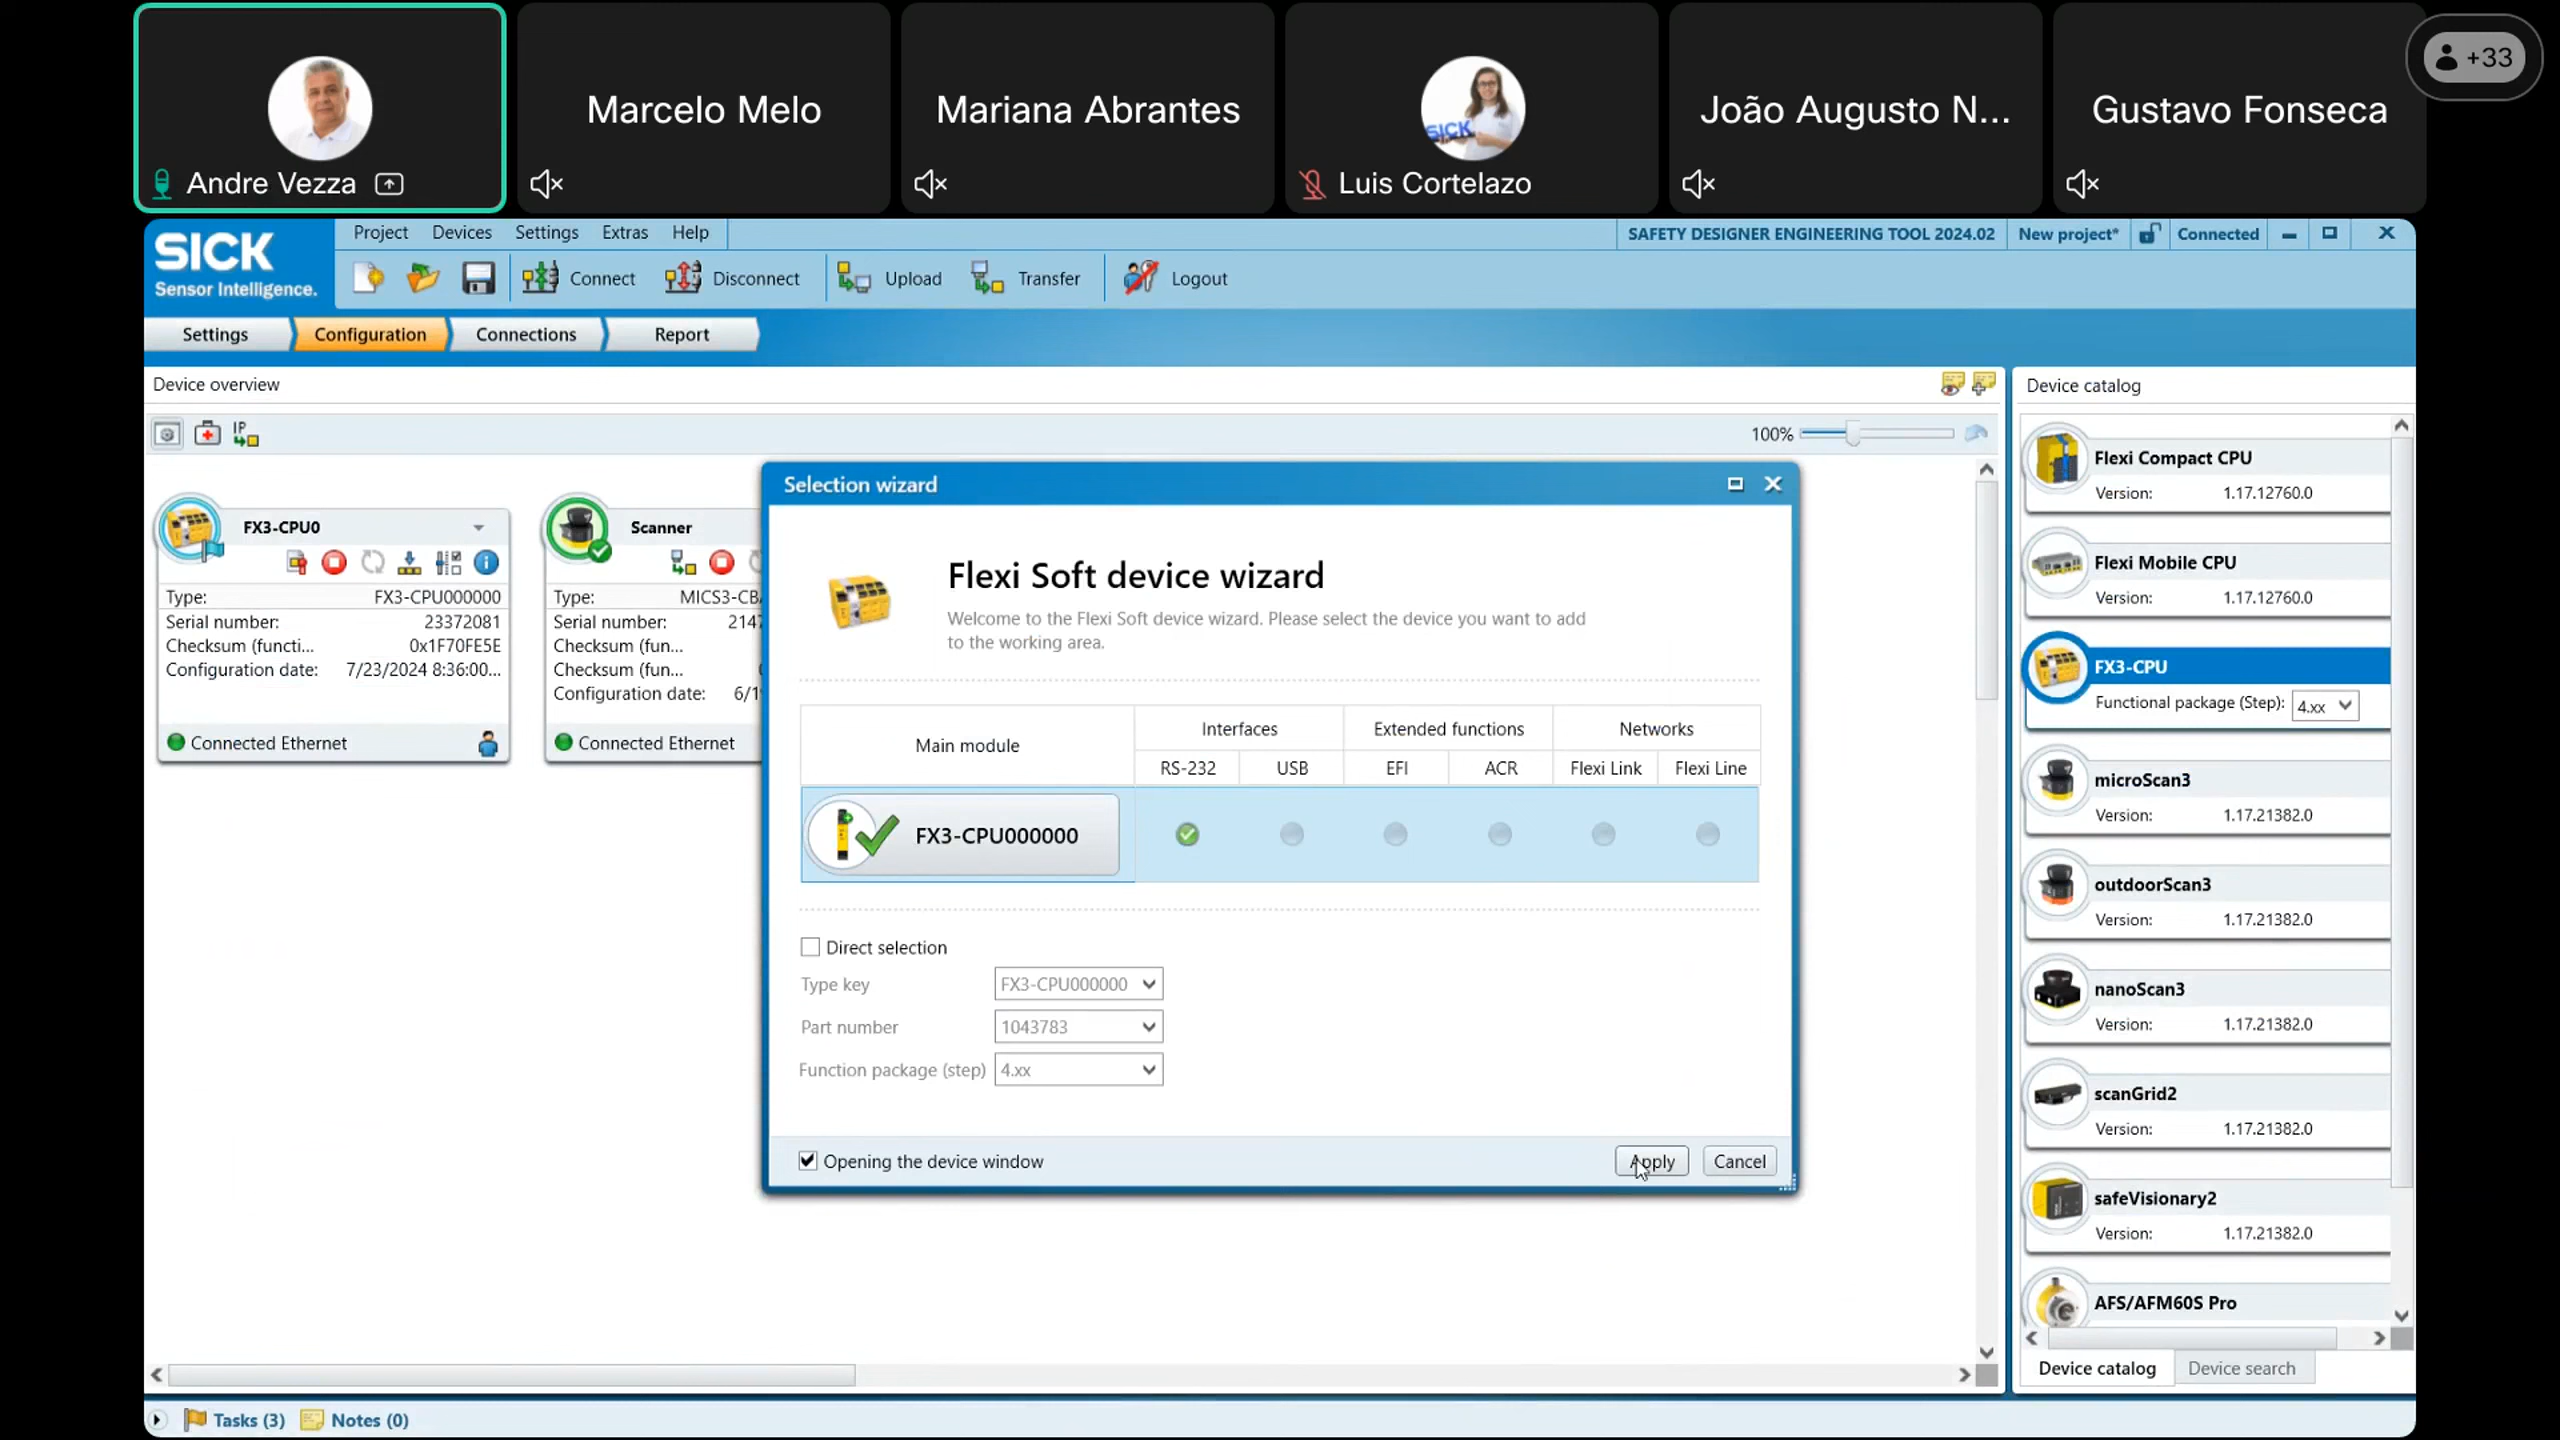 Andre Vezza
Marcelo Melo
Mariana Abrantes
SICK
Luis Cortelazo
João Augusto N...
Gustavo Fonseca
+33
SICK
Sensor Intelligence.
Project Devices Settings Extras Help
SAFETY DESIGNER ENGINEERING TOOL 2024.02 New project* Connected
Connect Disconnect Upload Transfer Logout
Settings Configuration Connections Report
Device overview
IP
100%
FX3-CPU0
Type: FX3-CPU000000
Serial number: 23372081
Checksum (functi... 0x1F70FE5E
Configuration date: 7/23/2024 8:36:00...
Connected Ethernet
Scanner
Type: MICS3-CB
Serial number: 2147
Checksum (fun...
Checksum (fun...
Configuration date: 6/1
Connected Ethernet
Selection wizard
Flexi Soft device wizard
Welcome to the Flexi Soft device wizard. Please select the device you want to add
to the working area.
Main module Interfaces Extended functions Networks
RS-232 USB EFI ACR Flexi Link Flexi Line
FX3-CPU000000
Direct selection
Type key FX3-CPU000000
Part number 1043783
Function package (step) 4.xx
Opening the device window
Apply Cancel
Device catalog
Flexi Compact CPU
Version: 1.17.12760.0
Flexi Mobile CPU
Version: 1.17.12760.0
FX3-CPU
Functional package (Step): 4.xx
microScan3
Version: 1.17.21382.0
outdoorScan3
Version: 1.17.21382.0
nanoScan3
Version: 1.17.21382.0
scanGrid2
Version: 1.17.21382.0
safeVisionary2
Version: 1.17.21382.0
AFS/AFM60S Pro
Device catalog Device search
Tasks (3) Notes (0)